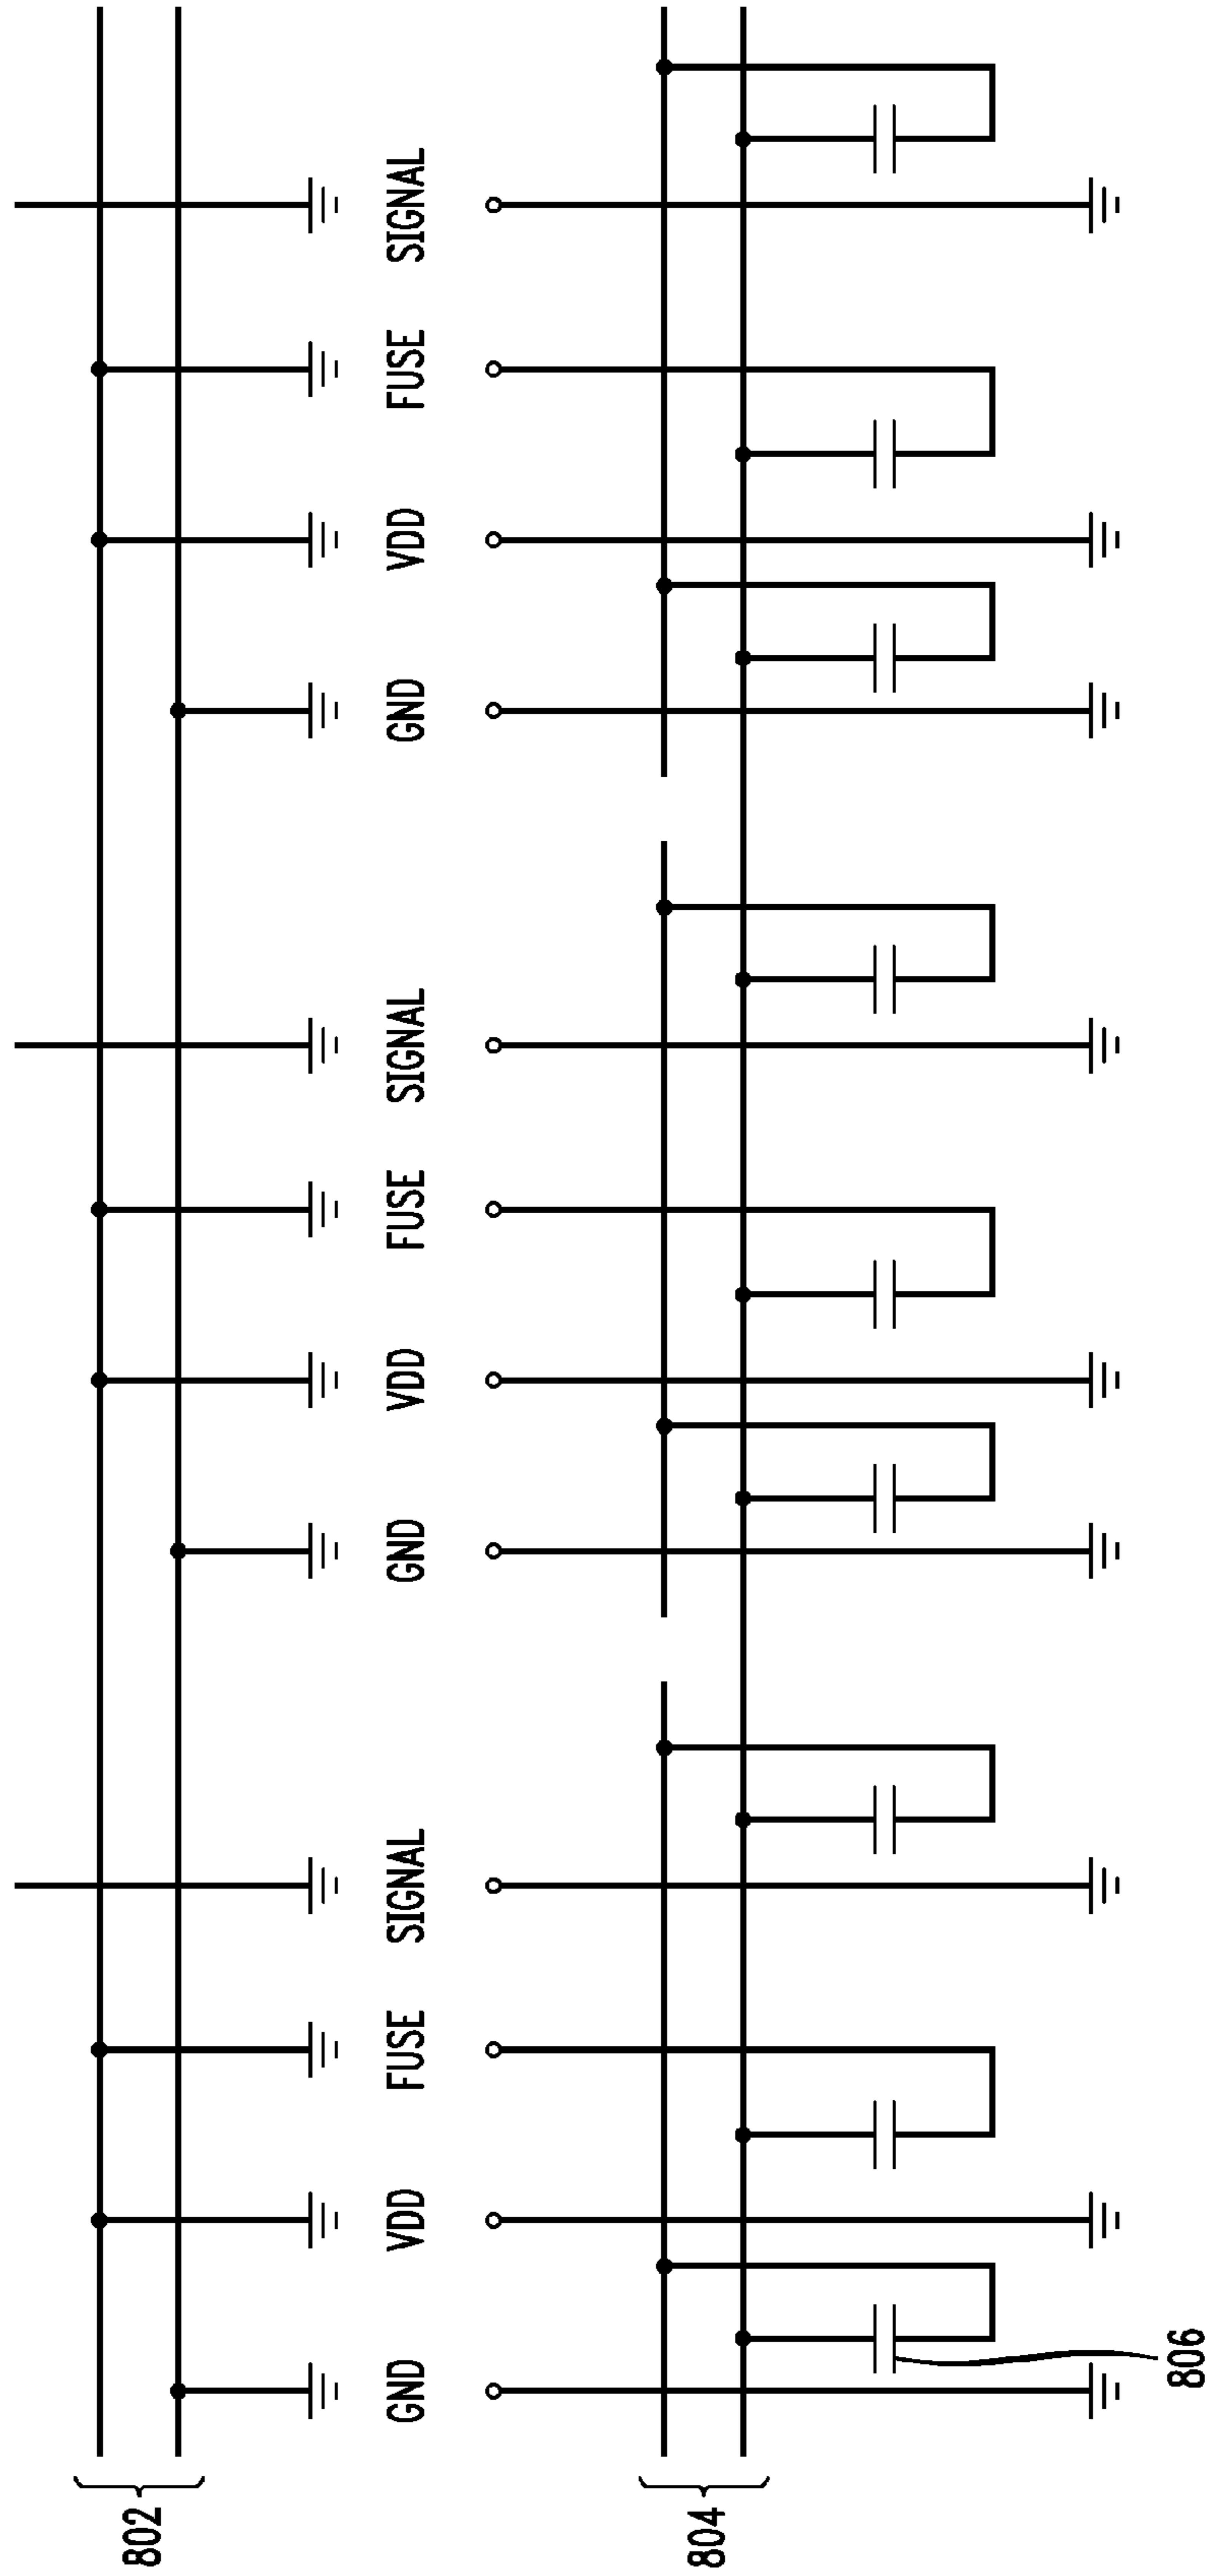 802
GND VDD FUSE SIGNAL GND VDD FUSE SIGNAL GND VDD FUSE SIGNAL
804
806